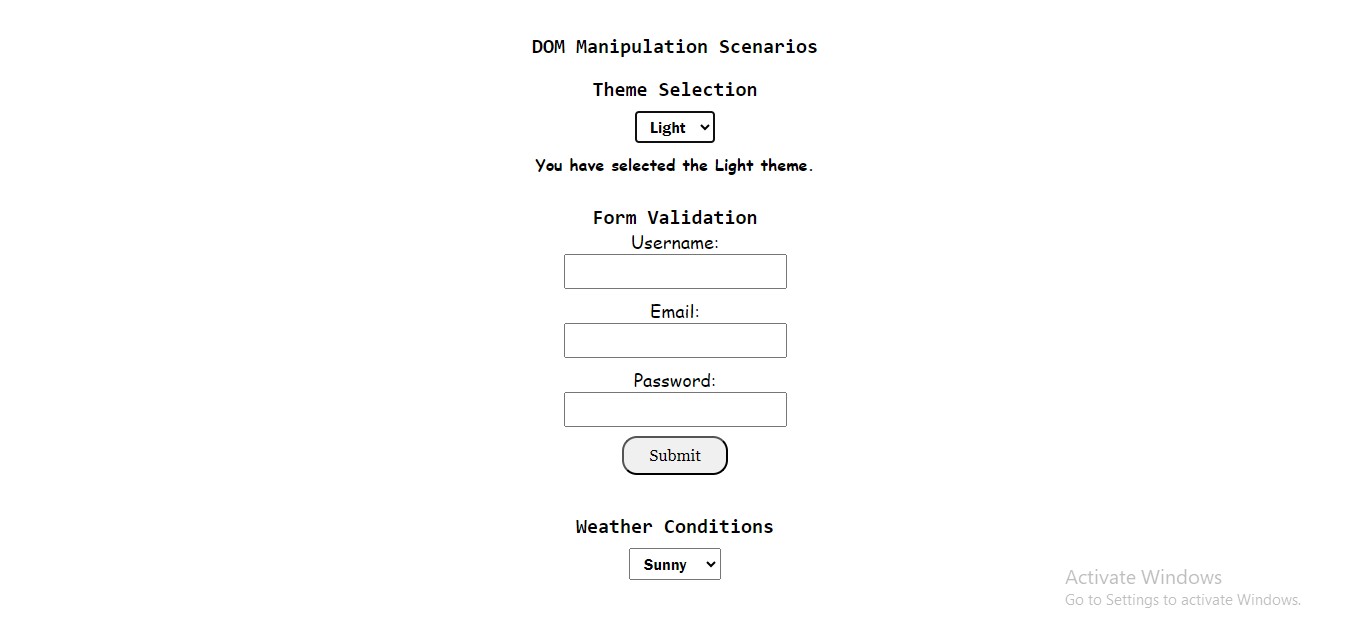 DOM Manipulation Scenarios
Theme Selection
Light
You have selected the Light theme.
Form Validation
Username:
Email:
Password:
Submit
Weather Conditions
Sunny
Activate Windows
Go to Settings to activate Windows.